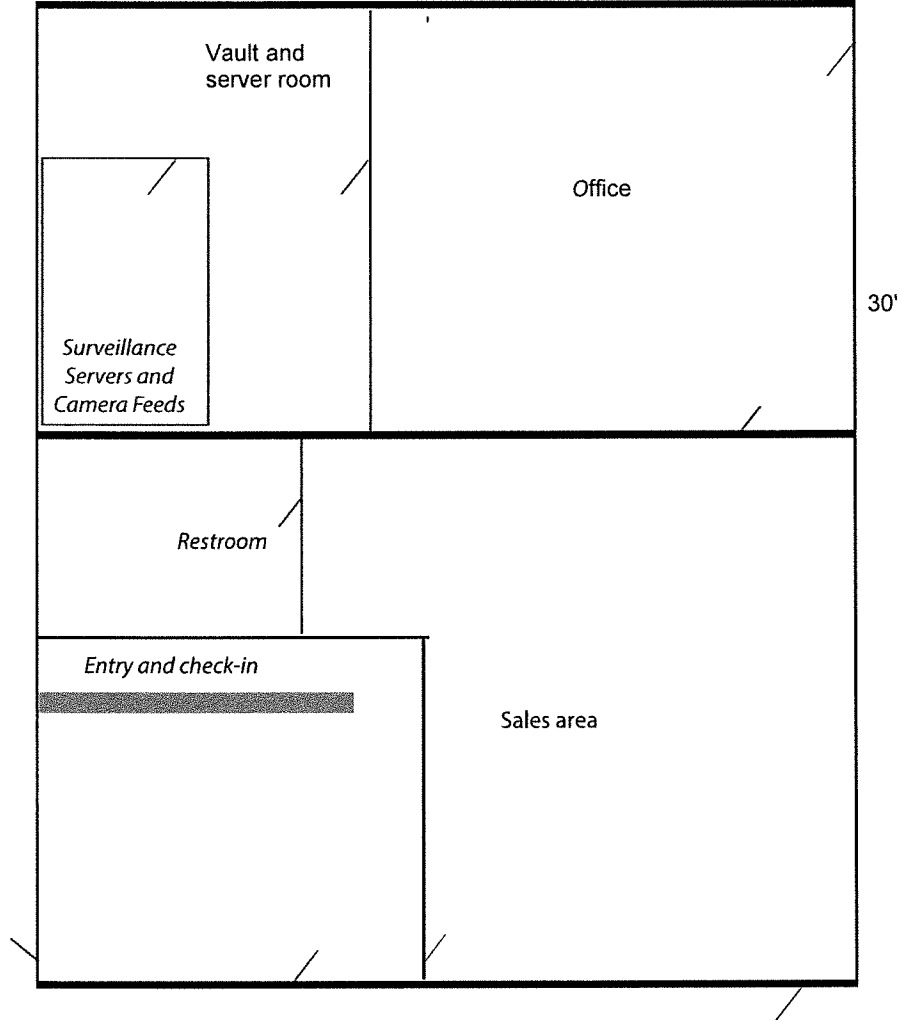 Vault and
server room
Office
30'
Surveillance
Servers and
Camera Feeds
Restroom
Entry and check-in
Sales area